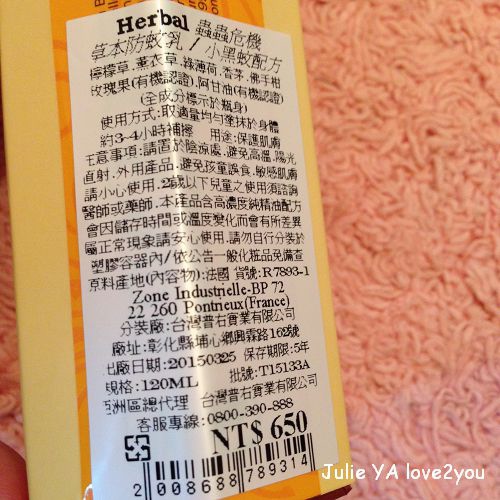 Herbal 蟲蟲危機
草本防蚊乳 / 小黑蚊配方
檸檬草.薰衣草.綠薄荷.香茅.佛手柑
玫瑰果(有機認證).阿甘油(有機認證)
(全成分標示於瓶身)
使用方式:取適量均勻塗抹於身體
約3~4小時補擦 用途:保護肌膚
注意事項:請置於陰涼處.避免高溫.陽光
直射.外用產品.避免孩童誤食.敏感肌膚
請小心使用.2歲以下兒童之使用須諮詢
醫師或藥師.本產品含高濃度純精油配方
會因儲存時間或溫度變化而會有所差異
屬正常現象請安心使用.請勿自行分裝於
塑膠容器內/依公告一般化粧品免備查
原料產地(內容物):法國 貨號:R7893-1
Zone Industrielle-BP 72
22 260 Pontrieux(France)
分裝廠:台灣普右實業有限公司
廠址:彰化縣埔心鄉興霖路162號
出廠日期:20150325 保存期限:5年
規格:120ML 批號:T15133A
亞洲區總代理 台灣普右實業有限公司
客服專線:0800-390-888
NT$ 650
2 008688 789314
Julie YA love2you